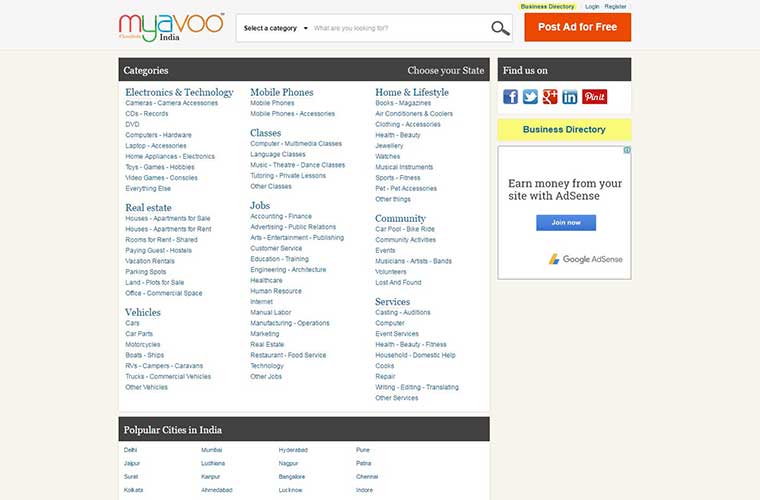 Business Directory | Login Register |
myavoo™
Classifieds India
Select a category
What are you looking for?
Post Ad for Free
Categories
Choose your State
Electronics & Technology
Cameras - Camera Accessories
CDs - Records
DVD
Computers - Hardware
Laptop - Accessories
Home Appliances - Electronics
Toys - Games - Hobbies
Video Games - Consoles
Everything Else
Real estate
Houses - Apartments for Sale
Houses - Apartments for Rent
Rooms for Rent - Shared
Paying Guest - Hostels
Vacation Rentals
Parking Spots
Land - Plots for Sale
Office - Commercial Space
Vehicles
Cars
Car Parts
Motorcycles
Boats - Ships
RVs - Campers - Caravans
Trucks - Commercial Vehicles
Other Vehicles
Mobile Phones
Mobile Phones
Mobile Phones - Accessories
Classes
Computer - Multimedia Classes
Language Classes
Music - Theatre - Dance Classes
Tutoring - Private Lessons
Other Classes
Jobs
Accounting - Finance
Advertising - Public Relations
Arts - Entertainment - Publishing
Customer Service
Education - Training
Engineering - Architecture
Healthcare
Human Resource
Internet
Manual Labor
Manufacturing - Operations
Marketing
Real Estate
Restaurant - Food Service
Technology
Other Jobs
Home & Lifestyle
Books - Magazines
Air Conditioners & Coolers
Clothing - Accessories
Health - Beauty
Jewellery
Watches
Musical Instruments
Sports - Fitness
Pet - Pet Accessories
Other things
Community
Car Pool - Bike Ride
Community Activities
Events
Musicians - Artists - Bands
Volunteers
Lost And Found
Services
Casting - Auditions
Computer
Event Services
Health - Beauty - Fitness
Household - Domestic Help
Cooks
Repair
Writing - Editing - Translating
Other Services
Find us on
Pin it
Business Directory
Earn money from your
site with AdSense
Join now
Google AdSense
Polpular Cities in India
Delhi Mumbai Hyderabad Pune
Jaipur Ludhiana Nagpur Patna
Surat Kanpur Bangalore Chennai
Kolkata Ahmedabad Lucknow Indore